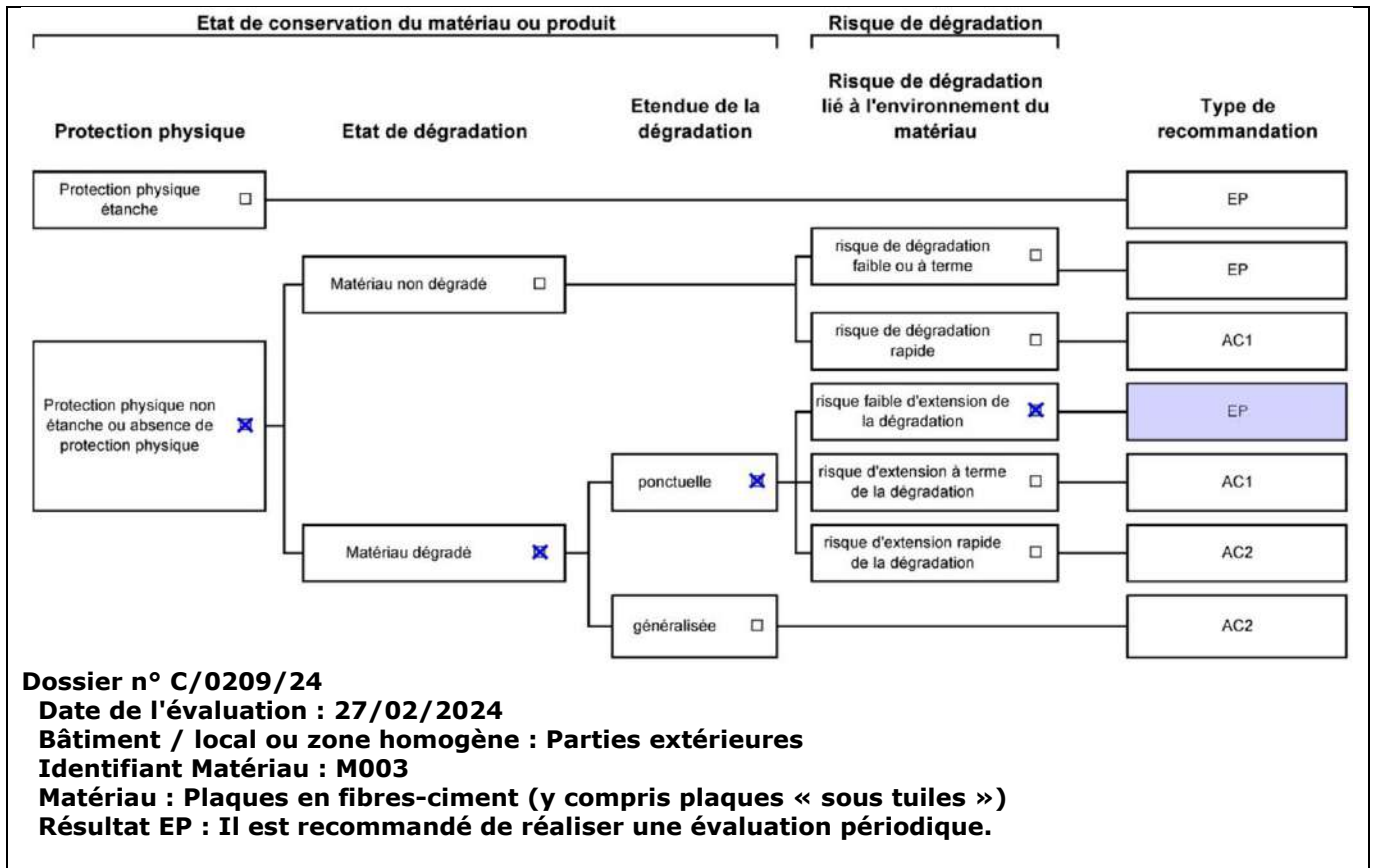 Etat de conservation du matériau ou produit
Risque de dégradation
Protection physique
Etat de dégradation
Etendue de la
dégradation
Risque de dégradation
lié à l'environnement du
matériau
Type de
recommandation
Protection physique
étanche
EP
risque de dégradation
faible ou à terme
EP
Matériau non dégradé
risque de dégradation
rapide
AC1
Protection physique non
étanche ou absence de
protection physique
risque faible d'extension de
la dégradation
EP
ponctuelle
risque d'extension à terme
de la dégradation
AC1
Matériau dégradé
risque d'extension rapide
de la dégradation
AC2
généralisée
AC2
Dossier n° C/0209/24
Date de l'évaluation : 27/02/2024
Bâtiment / local ou zone homogène : Parties extérieures
Identifiant Matériau : M003
Matériau : Plaques en fibres-ciment (y compris plaques « sous tuiles »)
Résultat EP : Il est recommandé de réaliser une évaluation périodique.